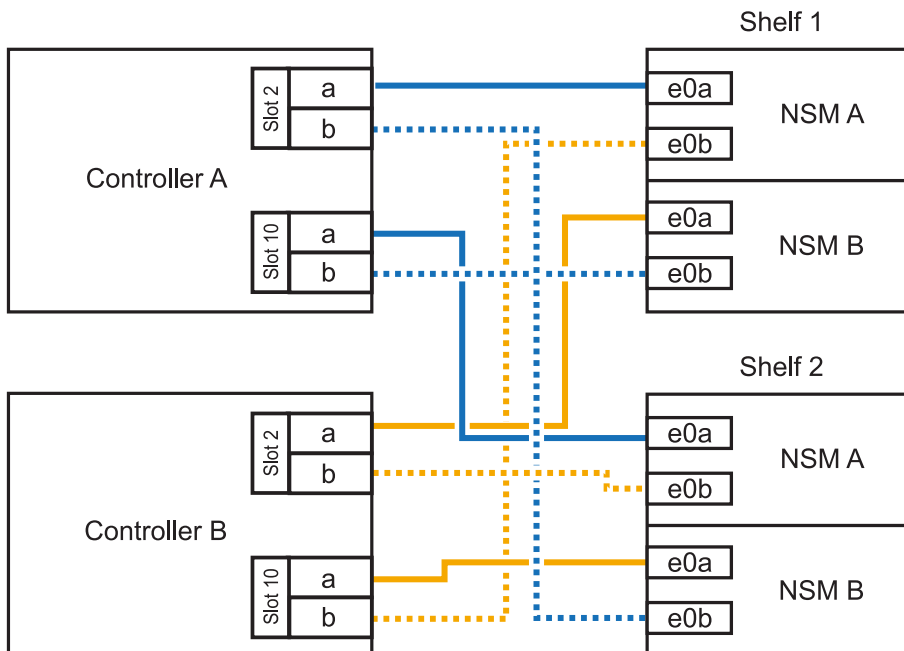 Shelf 1
Controller A
Slot 2
a
b
Slot 10
a
b
e0a
e0b
NSM A
e0a
e0b
NSM B
Shelf 2
Controller B
Slot 2
a
b
Slot 10
a
b
e0a
e0b
NSM A
e0a
e0b
NSM B